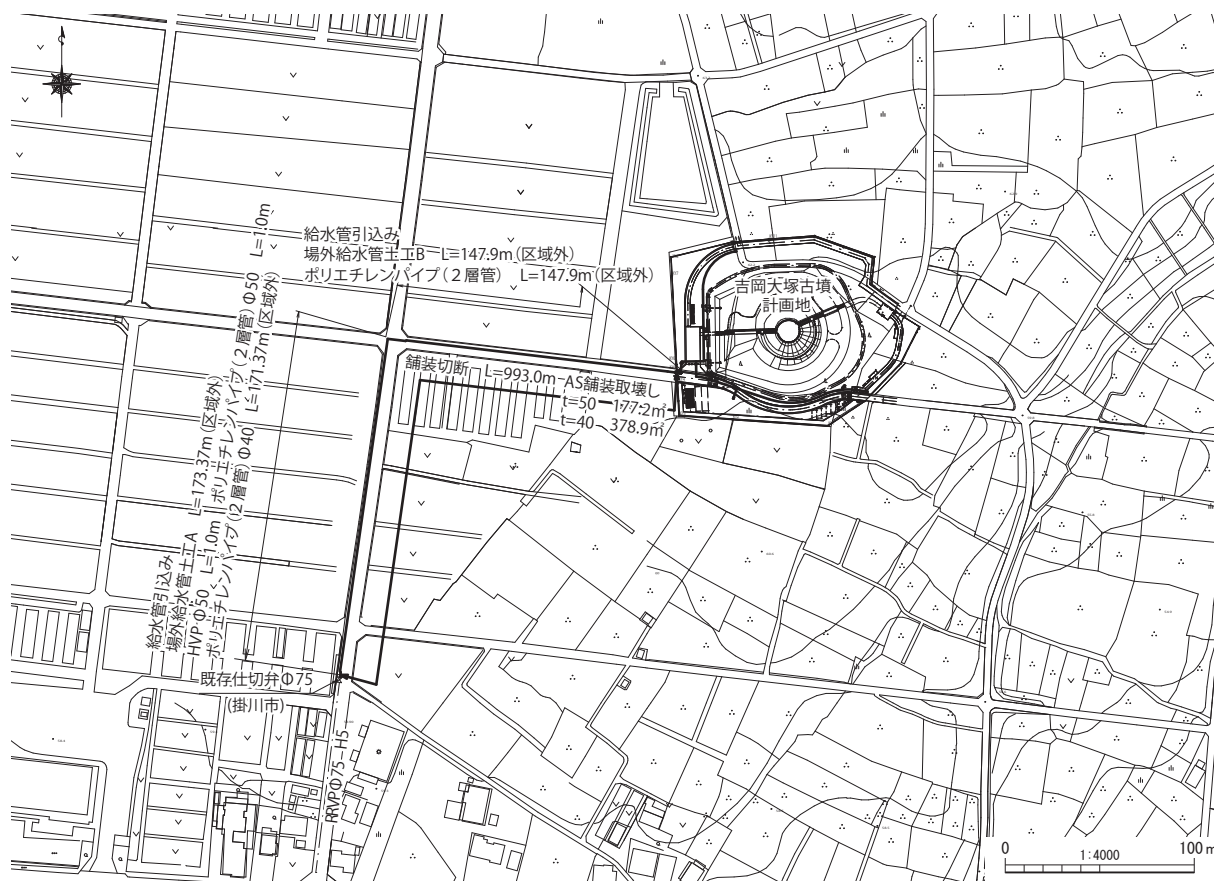 給水管引込み
場外給水管土工B L=147.9m(区域外)
ポリエチレンパイプ(２層管) L=147.9m(区域外)
吉岡大塚古墳
計画地
舗装切断 L=993.0m AS舗装取壊し
t=50 177.2㎡
t=40 378.9㎡
給水管引込み
場外給水管土工A L=173.37m(区域外)
HVPΦ50 L=1.0m ポリエチレンパイプ(２層管)Φ50 L=1.0m
ポリエチレンパイプ(２層管)Φ40 L=171.37m(区域外)
既存仕切弁Φ75
(掛川市)
RRVPΦ75-H5
0 1:4000 100 m